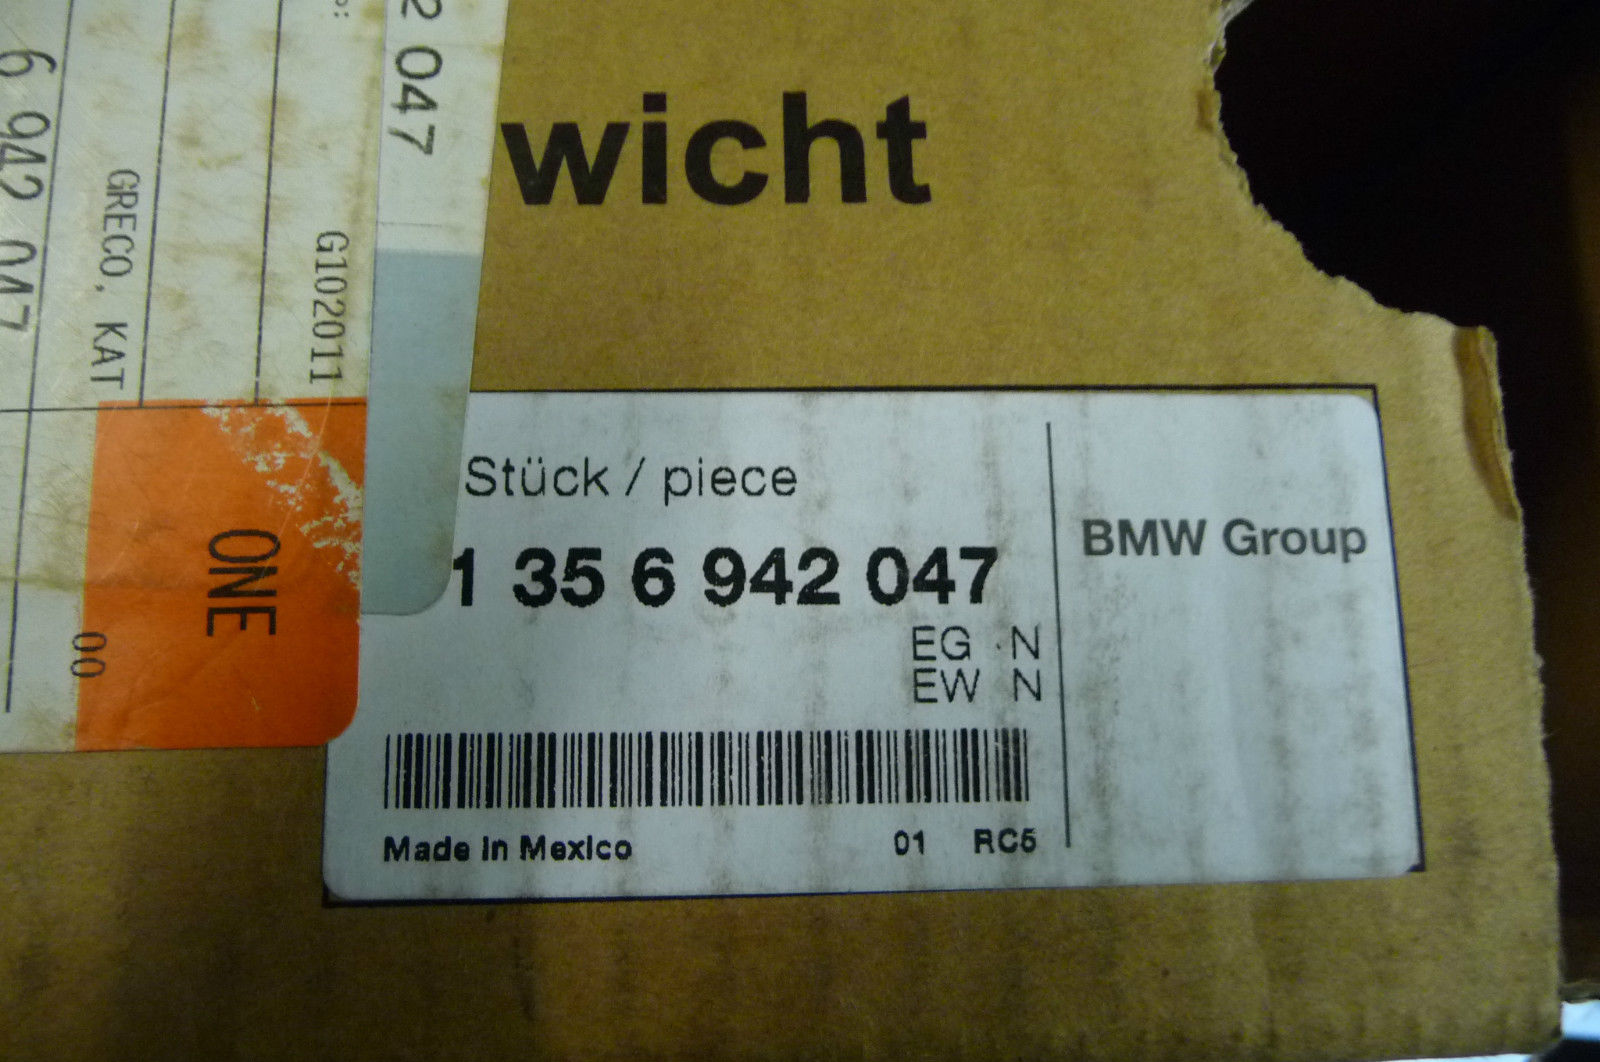 2 047
6 942 047
GRECO, KAT
G102011
ONE
00
wicht
Stück / piece
1 35 6 942 047
EG N
EW N
BMW Group
Made in Mexico
01 RC5